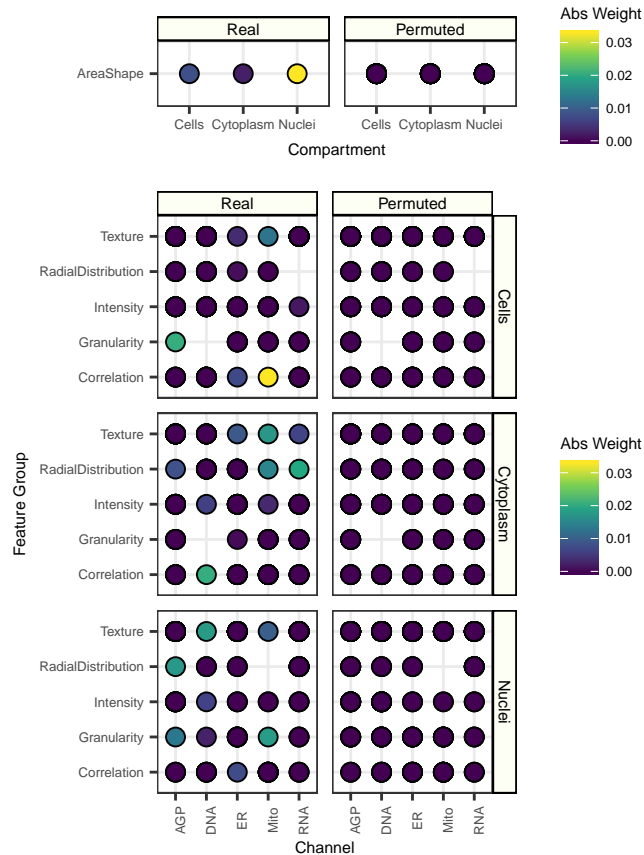 Real Permuted
AreaShape
Cells Cytoplasm Nuclei Cells Cytoplasm Nuclei
Compartment
Abs Weight
0.03
0.02
0.01
0.00
Real Permuted
Texture
RadialDistribution
Intensity
Granularity
Correlation
Cells
Texture
RadialDistribution
Intensity
Granularity
Correlation
Cytoplasm
Texture
RadialDistribution
Intensity
Granularity
Correlation
Nuclei
Feature Group
AGP DNA ER Mito RNA AGP DNA ER Mito RNA
Channel
Abs Weight
0.03
0.02
0.01
0.00